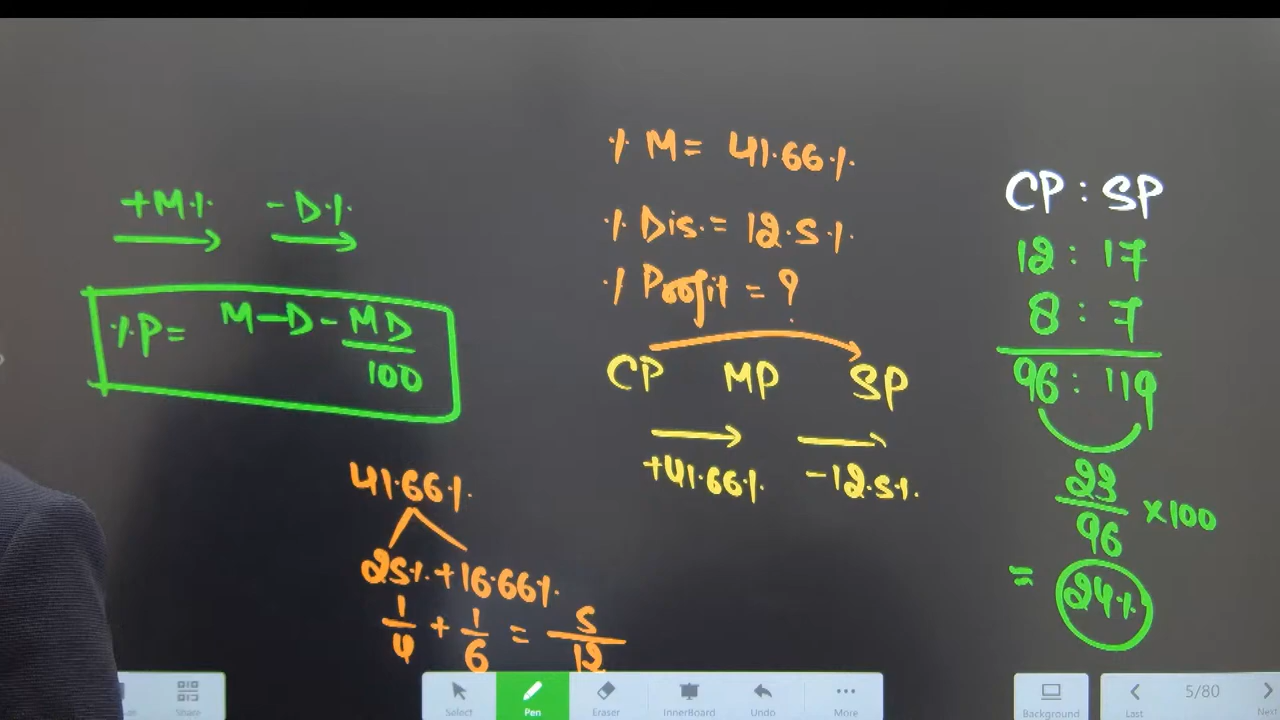 +M% -D%
%P = M-D-MD/100
41.66%
25% + 16.66%
1/4 + 1/6 = 5/12
% M = 41.66%
% Dis. = 12.5%
% Profit = ?
CP MP SP
+41.66% -12.5%
CP : SP
12 : 17
8 : 7
96 : 119
23/96 ×100
= 24%
Share
Select Pen Eraser InnerBoard Undo More
Background Last 5/80 Next